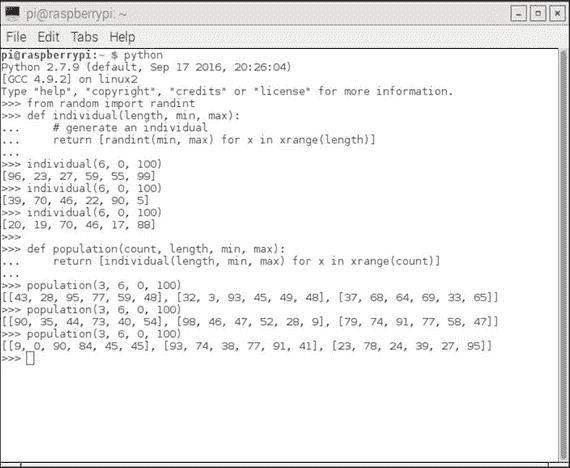 pi@raspberrypi: ~
File Edit Tabs Help
pi@raspberrypi:~ $ python
Python 2.7.9 (default, Sep 17 2016, 20:26:04)
[GCC 4.9.2] on linux2
Type "help", "copyright", "credits" or "license" for more information.
>>> from random import randint
>>> def individual(length, min, max):
...     # generate an individual
...     return [randint(min, max) for x in xrange(length)]
...
>>> individual(6, 0, 100)
[96, 23, 27, 59, 55, 99]
>>> individual(6, 0, 100)
[39, 70, 46, 22, 90, 5]
>>> individual(6, 0, 100)
[20, 19, 70, 46, 17, 88]
>>>
>>> def population(count, length, min, max):
...     return [individual(length, min, max) for x in xrange(count)]
...
>>> population(3, 6, 0, 100)
[[43, 28, 95, 77, 59, 48], [32, 3, 93, 45, 49, 48], [37, 68, 64, 69, 33, 65]]
>>> population(3, 6, 0, 100)
[[90, 35, 44, 73, 40, 54], [98, 46, 47, 52, 28, 9], [79, 74, 91, 77, 58, 47]]
>>> population(3, 6, 0, 100)
[[9, 0, 90, 84, 45, 45], [93, 74, 38, 77, 91, 41], [23, 78, 24, 39, 27, 95]]
>>>